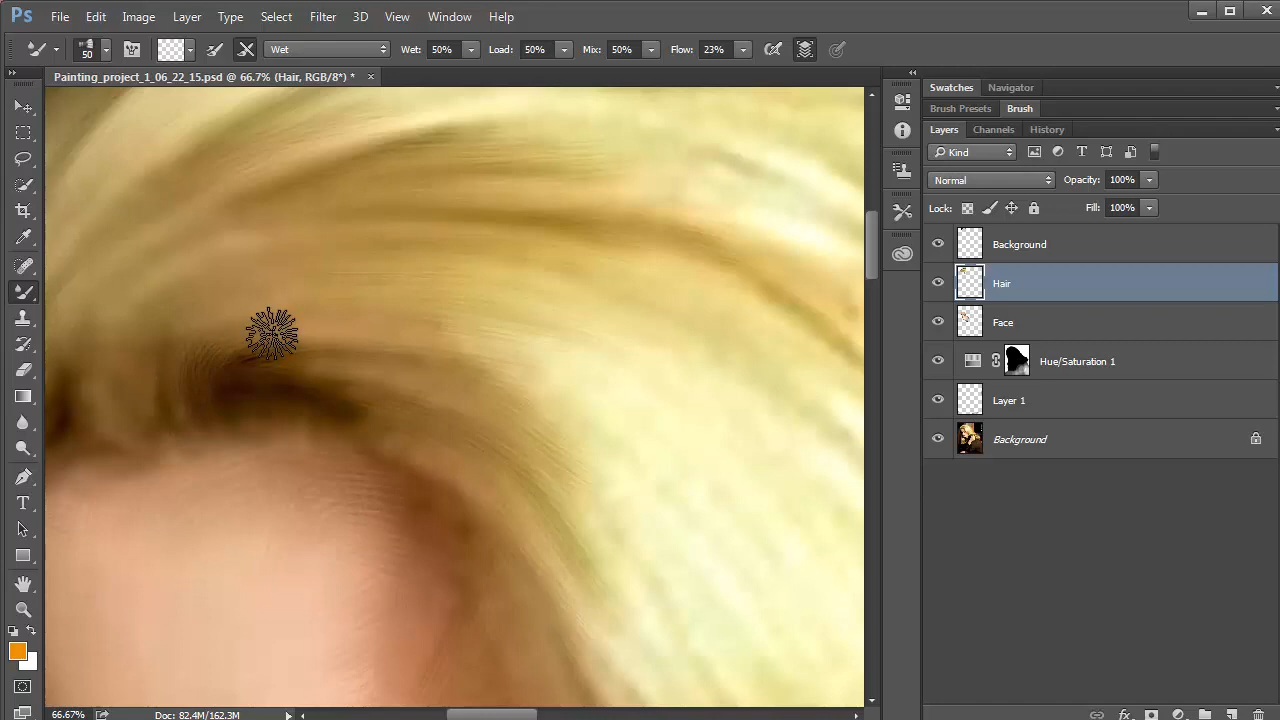 Ps File Edit Image Layer Type Select Filter 3D View Window Help
50 Wet Wet: 50% Load: 50% Mix: 50% Flow: 23%
Painting_project_1_06_22_15.psd @ 66.7% (Hair, RGB/8*) *
Swatches Navigator
Brush Presets Brush
Layers Channels History
Kind
Normal Opacity: 100%
Lock: Fill: 100%
Background
Hair
Face
Hue/Saturation 1
Layer 1
Background
66.67% Doc: 82.4M/162.3M